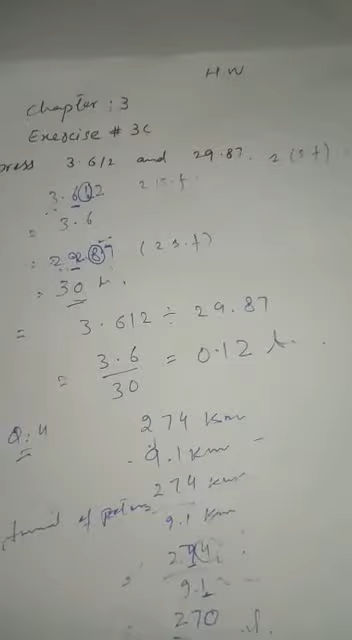 H.W
Chapter : 3
Exercise # 3c
press 3.612 and 29.87. 2 (s.f)
3.612 2 s.f.
= 3.6
= 29.87 (2 s.f)
= 30
= 3.612 ÷ 29.87
= 3.6 / 30 = 0.12
Q: 4 274 Km
9.1 Km
274 Km
9.1 Km
274
= 9.1
270